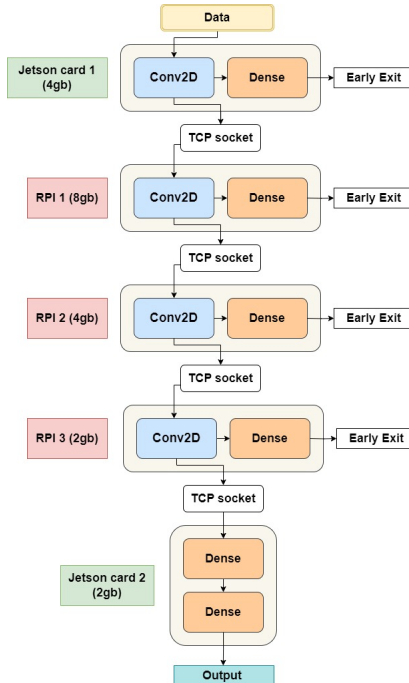 Data
Jetson card 1
(4gb)
Conv2D
Dense
Early Exit
TCP socket
RPI 1 (8gb)
Conv2D
Dense
Early Exit
TCP socket
RPI 2 (4gb)
Conv2D
Dense
Early Exit
TCP socket
RPI 3 (2gb)
Conv2D
Dense
Early Exit
TCP socket
Jetson card 2
(2gb)
Dense
Dense
Output